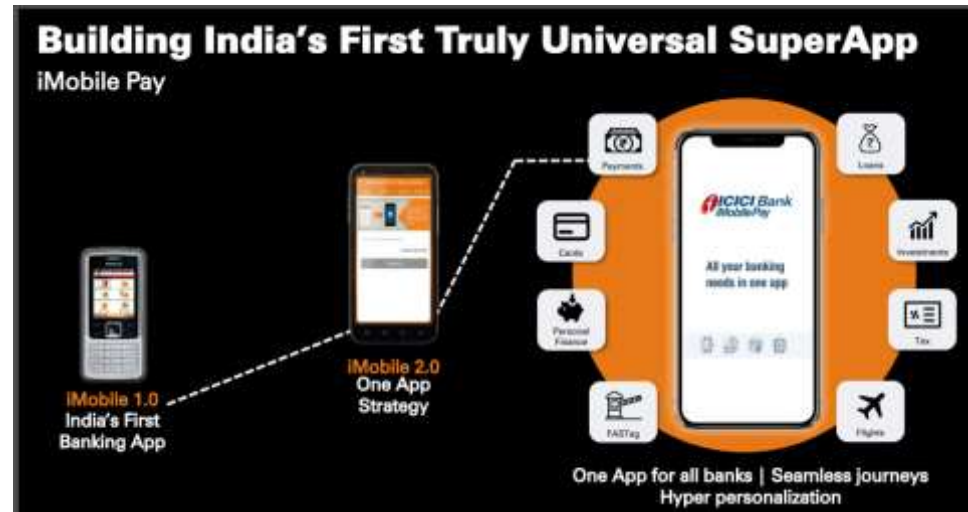 Building India's First Truly Universal SuperApp
iMobile Pay
iMobile 1.0
India's First
Banking App
iMobile 2.0
One App
Strategy
Payments
Cards
Personal
Finance
FASTag
ICICI Bank
iMobile Pay
All your banking
needs in one app
Loans
Investments
Tax
Flights
One App for all banks | Seamless journeys
Hyper personalization